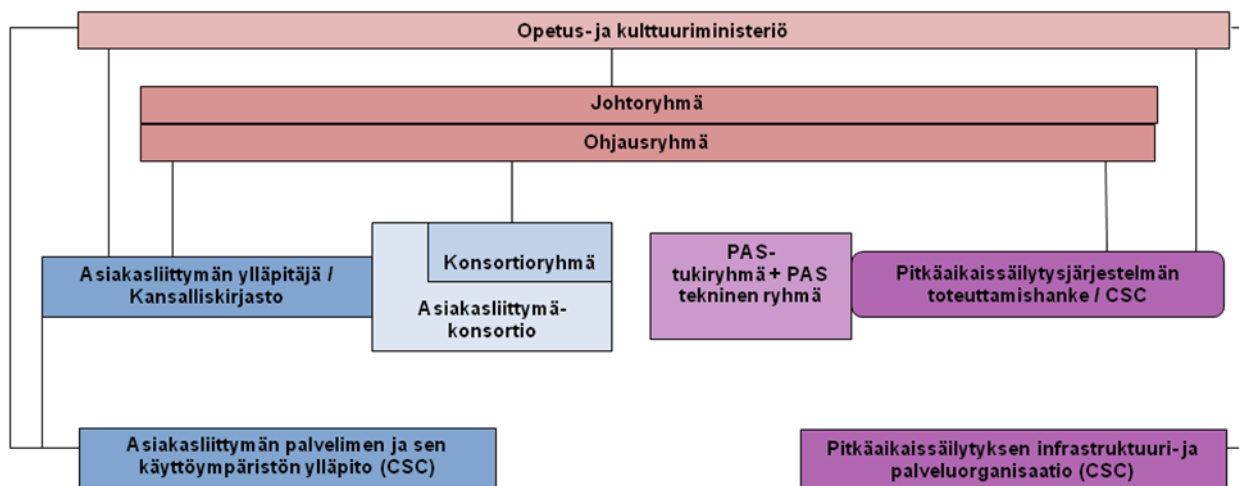 Opetus- ja kulttuuriministeriö
Johtoryhmä
Ohjausryhmä
Asiakasliittymän ylläpitäjä /
Kansalliskirjasto
Konsortioryhmä
Asiakasliittymä-
konsortio
PAS-
tukiryhmä + PAS
tekninen ryhmä
Pitkäaikaissäilytysjärjestelmän
toteuttamishanke / CSC
Asiakasliittymän palvelimen ja sen
käyttöympäristön ylläpito (CSC)
Pitkäaikaissäilytyksen infrastruktuuri- ja
palveluorganisaatio (CSC)